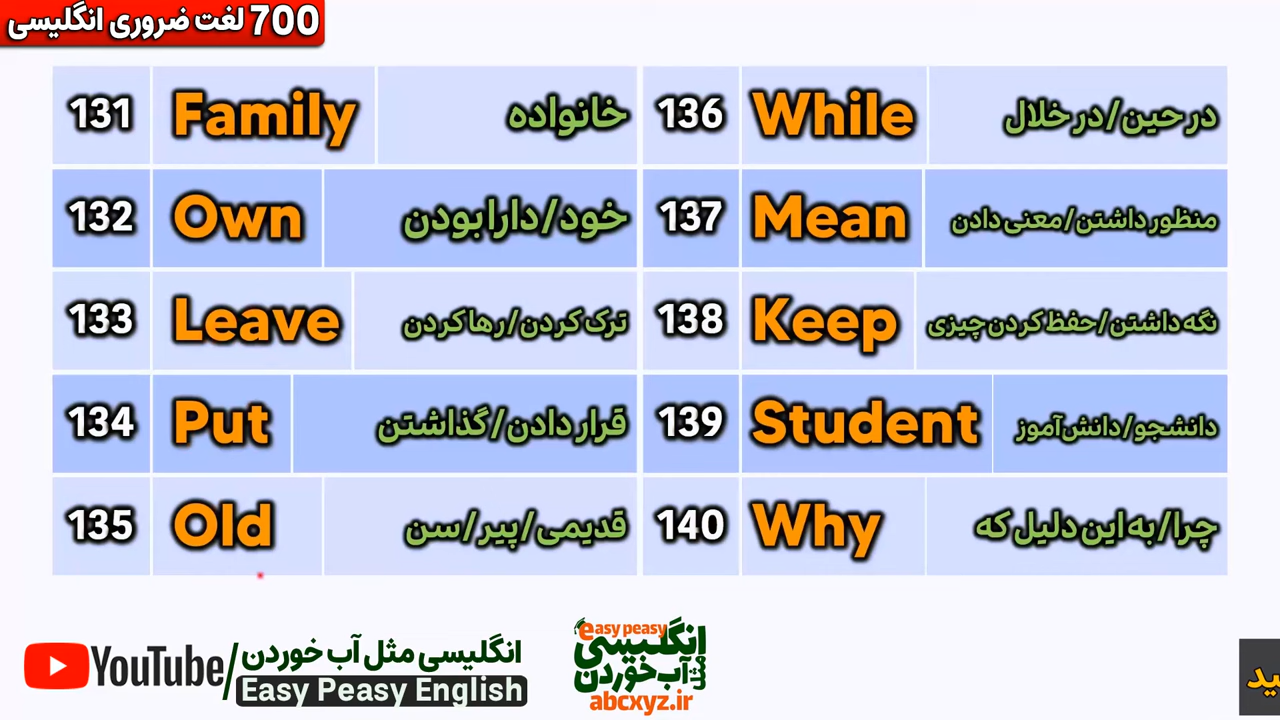 700 لغت ضروری انگلیسی
131 Family خانواده
132 Own خود/دارا بودن
133 Leave ترک کردن/رها کردن
134 Put قرار دادن/گذاشتن
135 Old قدیمی/پیر/سن
136 While در حین/در خلال
137 Mean منظور داشتن/معنی دادن
138 Keep نگه داشتن/حفظ کردن چیزی
139 Student دانشجو/دانش آموز
140 Why چرا/به این دلیل که
YouTube/انگلیسی مثل آب خوردن
Easy Peasy English
easy peasy
انگلیسی
مثل آب خوردن
abcxyz.ir